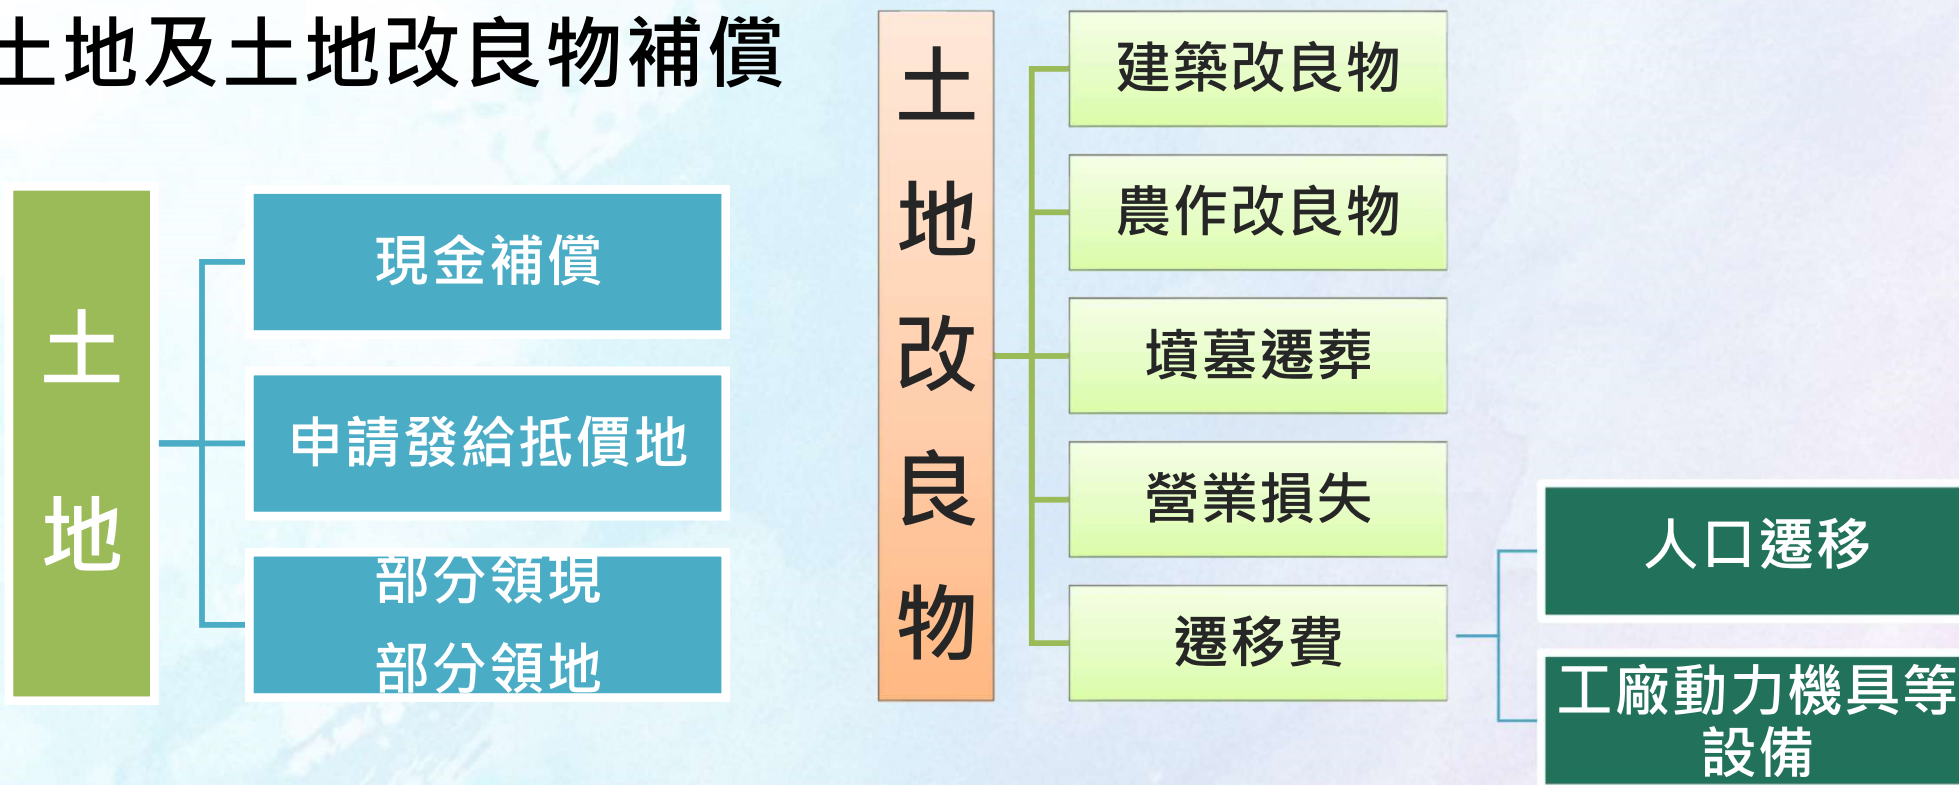 土地及土地改良物補償
土地
現金補償
申請發給抵價地
部分領現
部分領地
土地改良物
建築改良物
農作改良物
墳墓遷葬
營業損失
遷移費
人口遷移
工廠動力機具等
設備